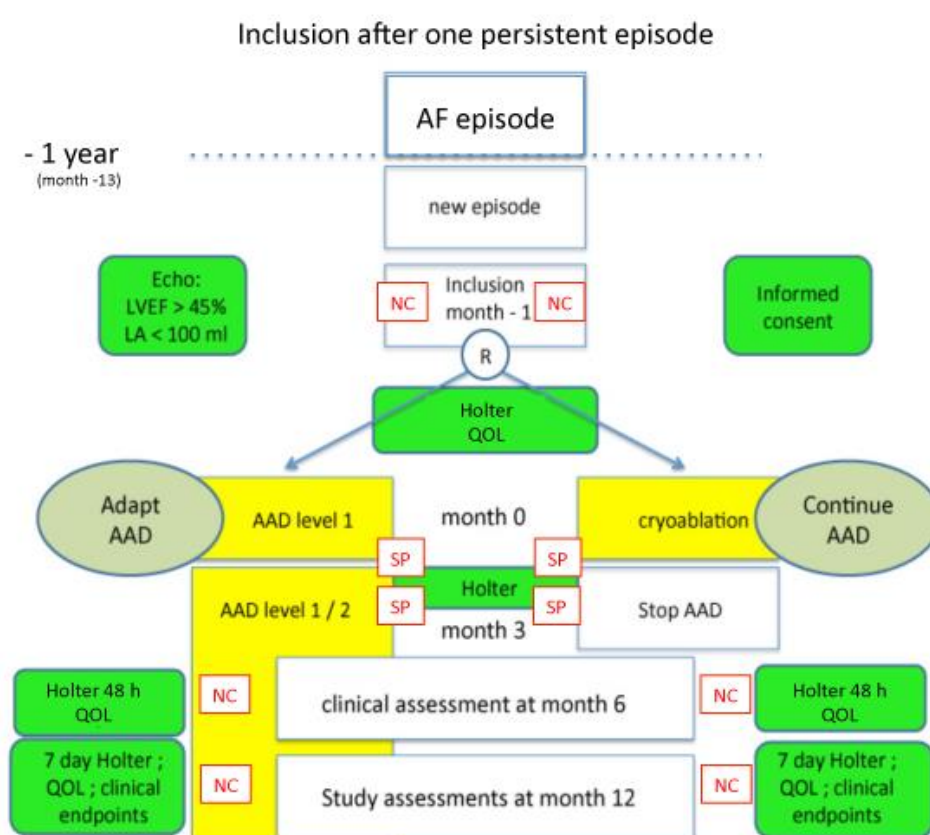 Inclusion after one persistent episode
AF episode
- 1 year
(month -13)
new episode
Echo:
LVEF > 45%
LA < 100 ml
NC
Inclusion
month - 1
NC
Informed
consent
R
Holter
QOL
Adapt
AAD
AAD level 1
month 0
cryoablation
Continue
AAD
SP
SP
Holter
AAD level 1 / 2
SP
SP
Stop AAD
month 3
Holter 48 h
QOL
NC
clinical assessment at month 6
NC
Holter 48 h
QOL
7 day Holter ;
QOL ; clinical
endpoints
NC
Study assessments at month 12
NC
7 day Holter ;
QOL ; clinical
endpoints